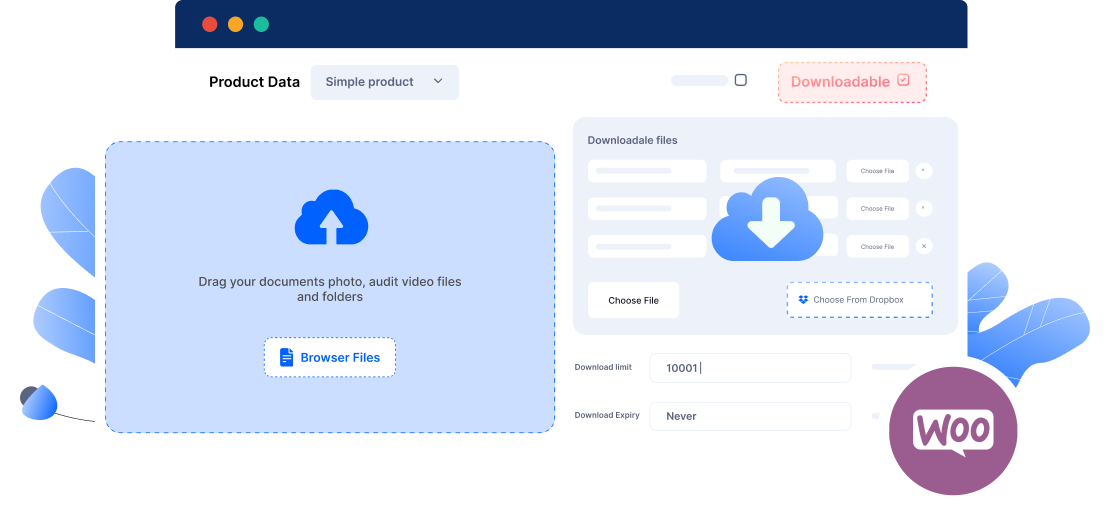 Product Data
Simple product
Downloadable
Drag your documents photo, audit video files
and folders
Browser Files
Downloadale files
Choose File
Choose File
Choose File
Choose File
Choose From Dropbox
Download limit
10001
Download Expiry
Never
Woo